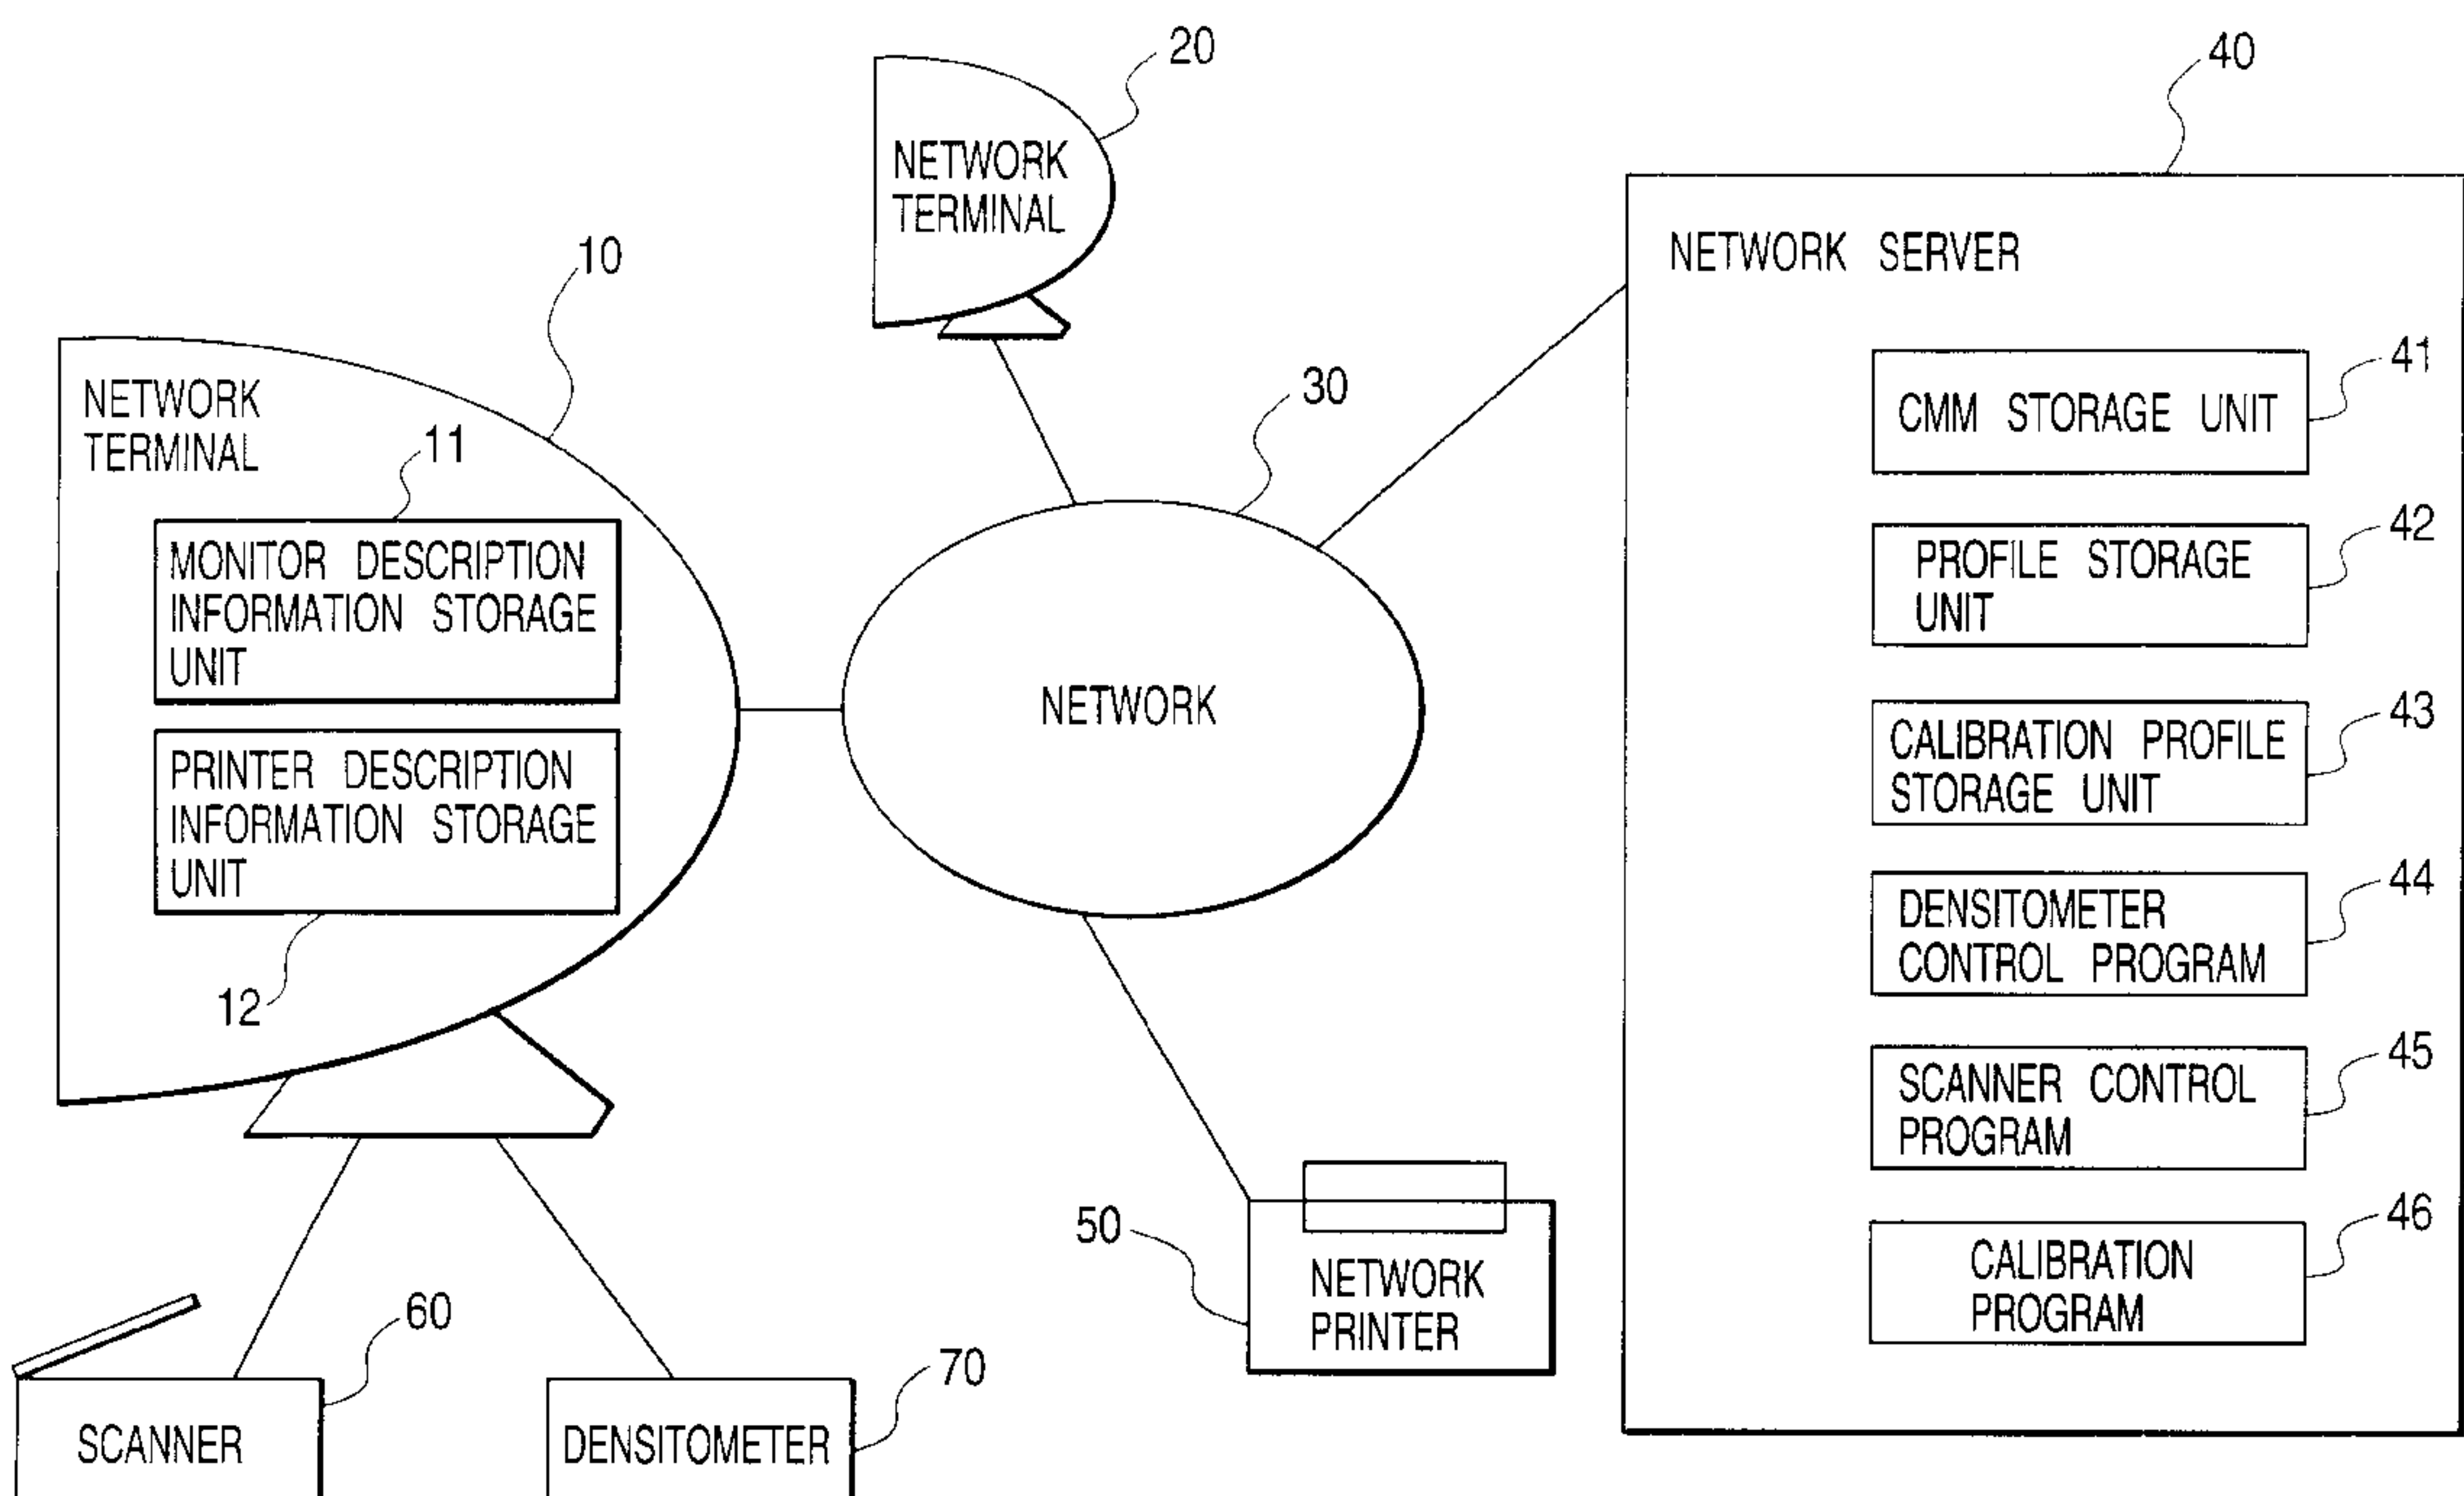 20
NETWORK
TERMINAL
10
NETWORK
TERMINAL
11
MONITOR DESCRIPTION
INFORMATION STORAGE
UNIT
PRINTER DESCRIPTION
INFORMATION STORAGE
UNIT
12
30
NETWORK
40
NETWORK SERVER
41
CMM STORAGE UNIT
42
PROFILE STORAGE
UNIT
43
CALIBRATION PROFILE
STORAGE UNIT
44
DENSITOMETER
CONTROL PROGRAM
45
SCANNER CONTROL
PROGRAM
46
CALIBRATION
PROGRAM
50
NETWORK
PRINTER
60
SCANNER
70
DENSITOMETER